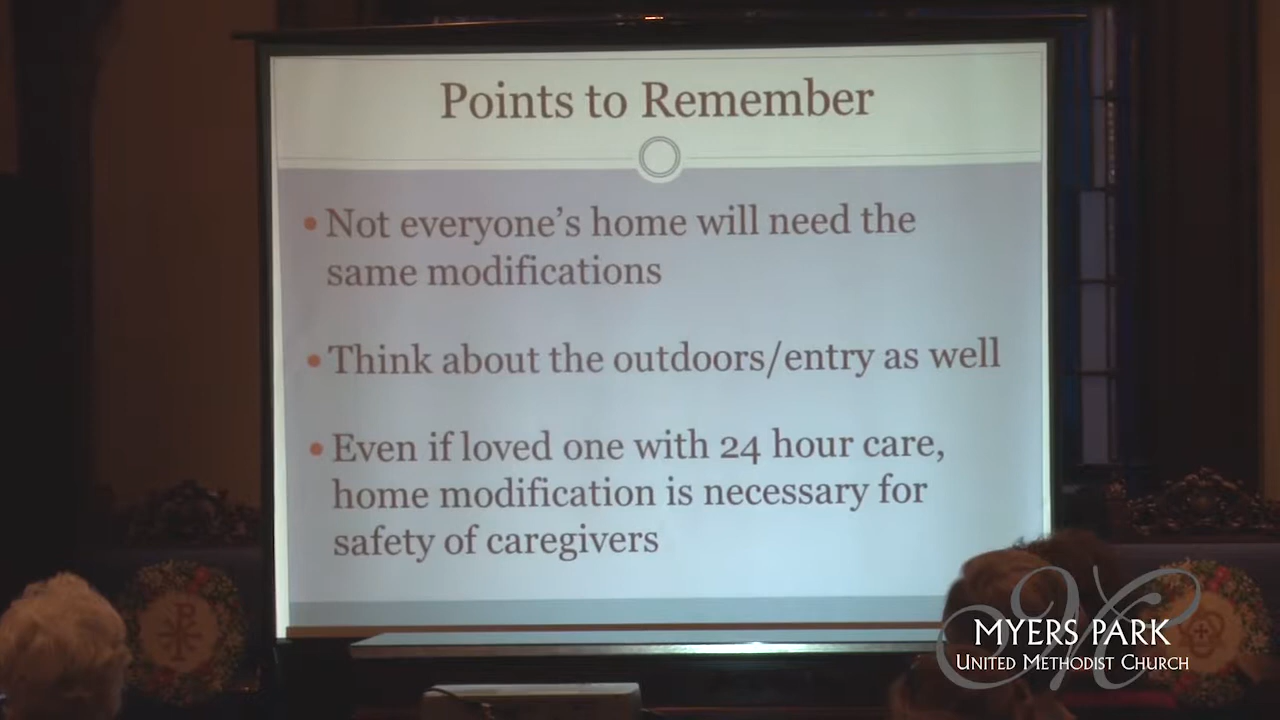 Points to Remember
• Not everyone's home will need the
same modifications
• Think about the outdoors/entry as well
• Even if loved one with 24 hour care,
home modification is necessary for
safety of caregivers
MYERS PARK
UNITED METHODIST CHURCH